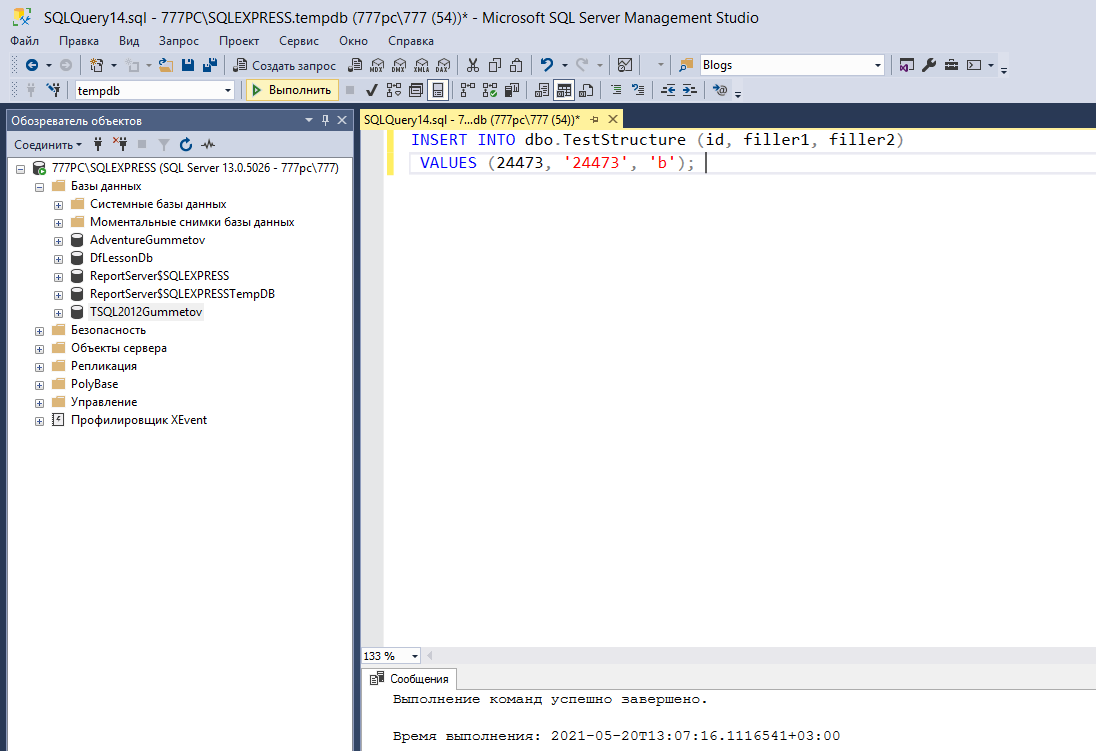 SQLQuery14.sql - 777PC\SQLEXPRESS.tempdb (777pc\777 (54))* - Microsoft SQL Server Management Studio
Файл Правка Вид Запрос Проект Сервис Окно Справка
Создать запрос MDX DMX XMLA DAX Blogs
tempdb Выполнить
Обозреватель объектов
Соединить
777PC\SQLEXPRESS (SQL Server 13.0.5026 - 777pc\777)
Базы данных
Системные базы данных
Моментальные снимки базы данных
AdventureGummetov
DfLessonDb
ReportServer$SQLEXPRESS
ReportServer$SQLEXPRESSTempDB
TSQL2012Gummetov
Безопасность
Объекты сервера
Репликация
PolyBase
Управление
Профилировщик XEvent
SQLQuery14.sql - 7...db (777pc\777 (54))*
INSERT INTO dbo.TestStructure (id, filler1, filler2)
VALUES (24473, '24473', 'b');
133 %
Сообщения
Выполнение команд успешно завершено.
Время выполнения: 2021-05-20T13:07:16.1116541+03:00